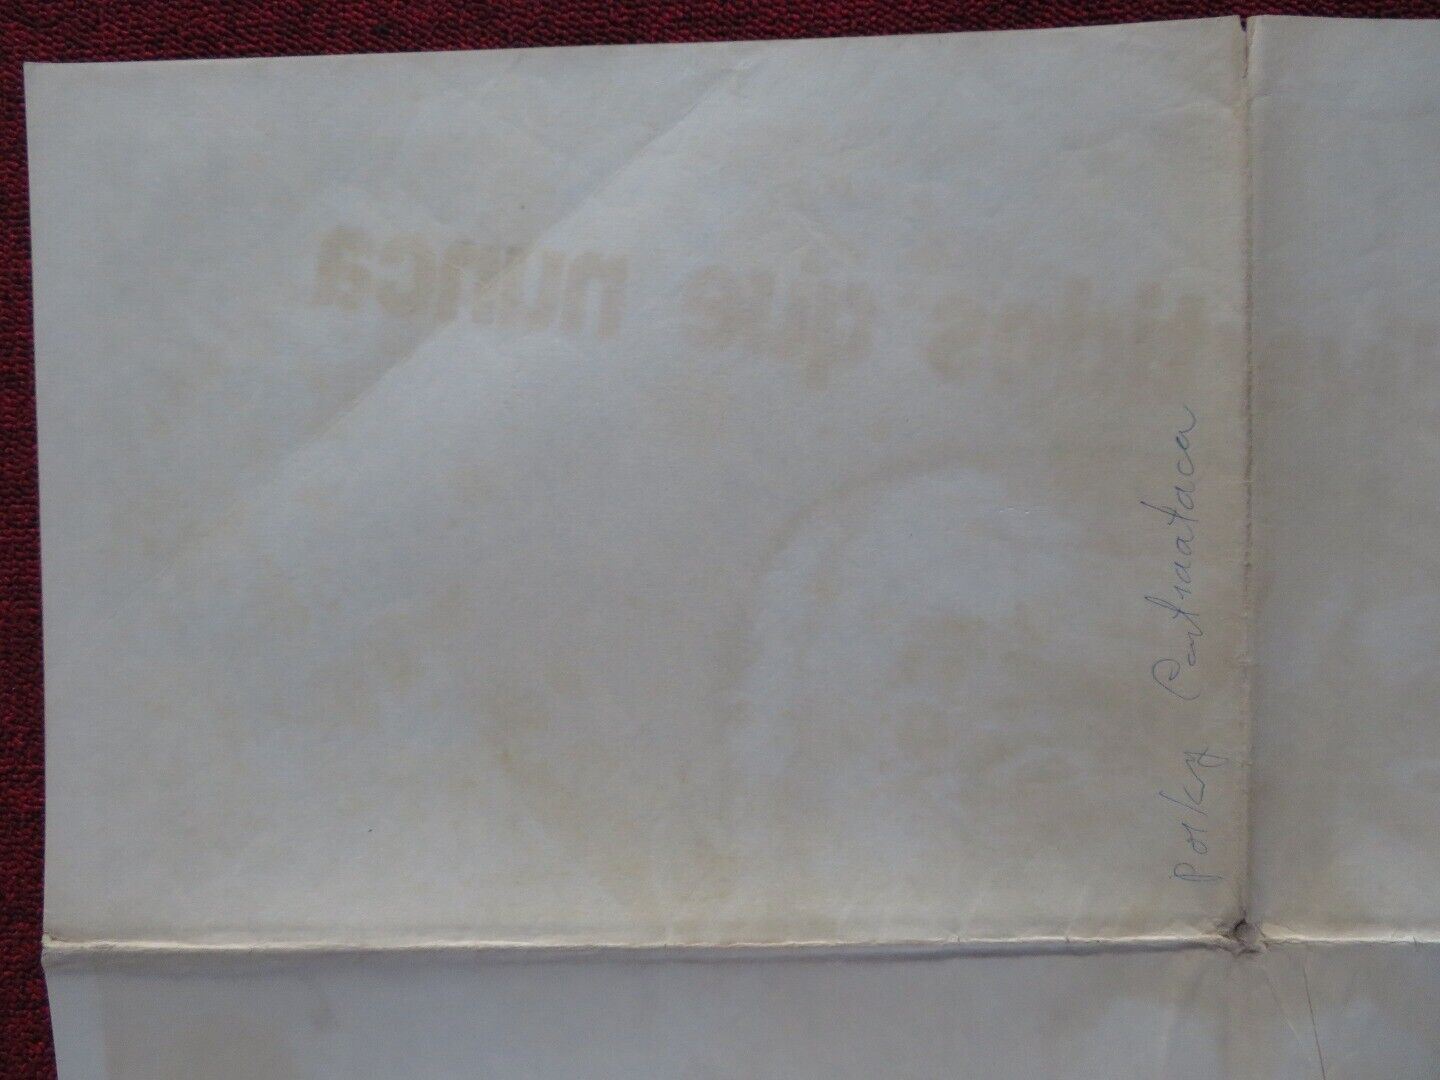 que nunca
Porky Contraataca